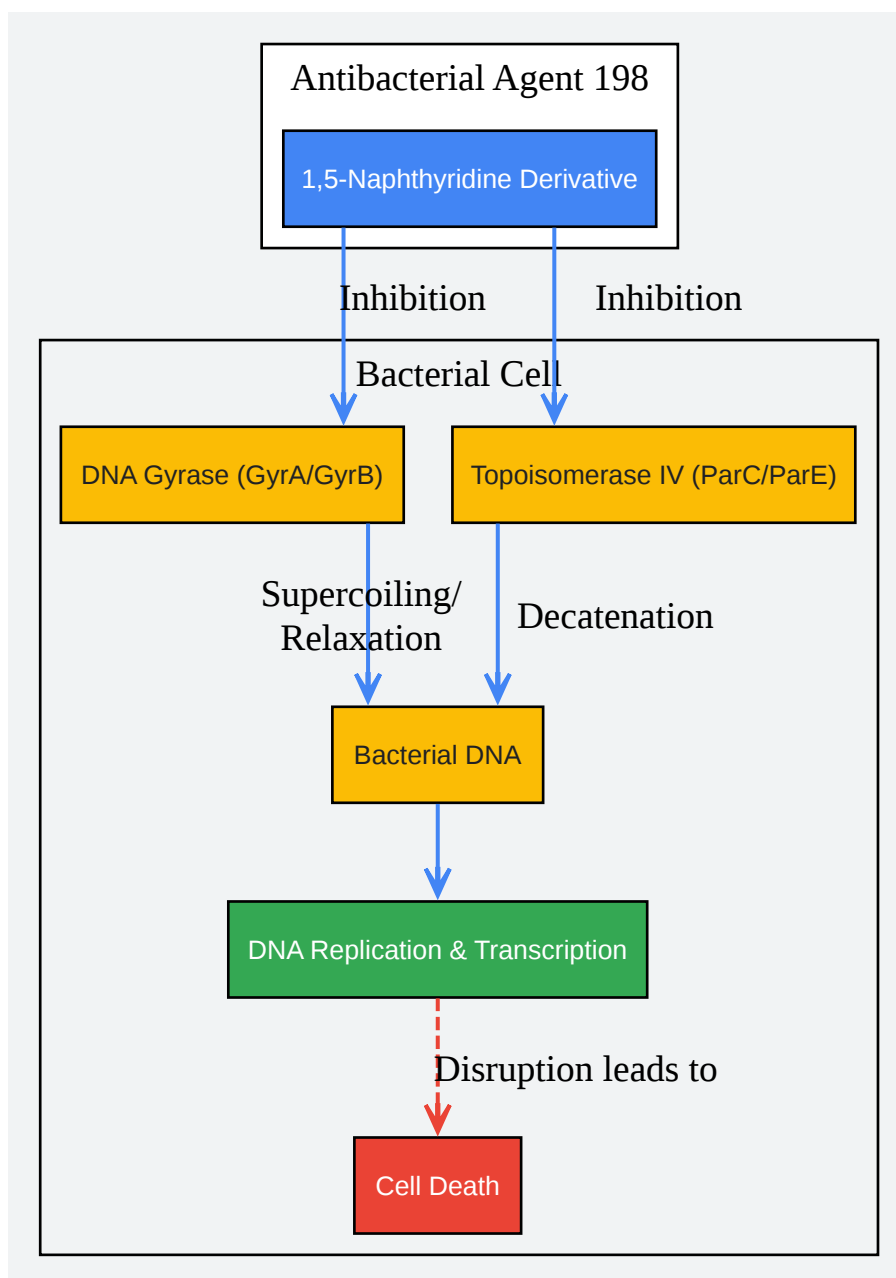 Antibacterial Agent 198
1,5-Naphthyridine Derivative
Inhibition
Inhibition
Bacterial Cell
DNA Gyrase (GyrA/GyrB)
Topoisomerase IV (ParC/ParE)
Supercoiling/
Relaxation
Decatenation
Bacterial DNA
DNA Replication & Transcription
Disruption leads to
Cell Death